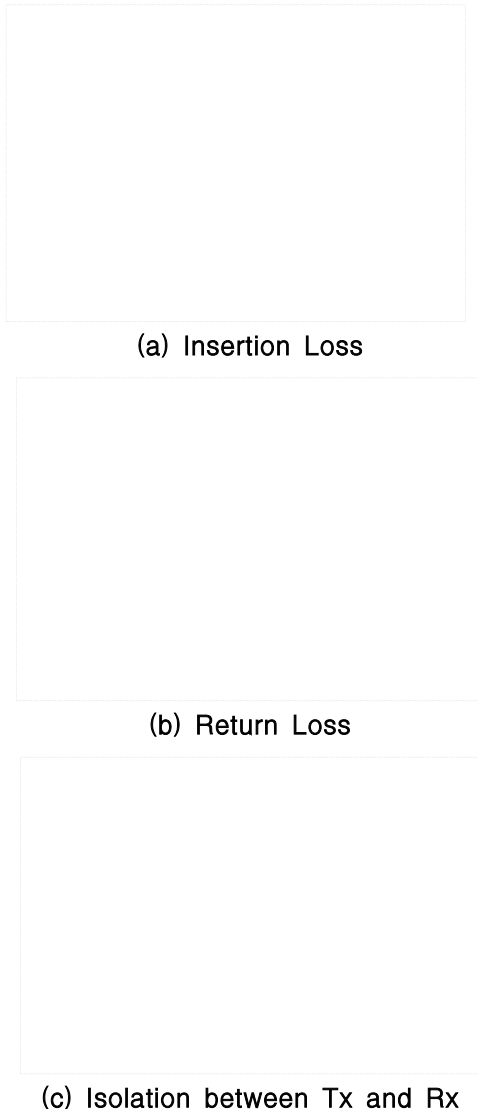 (a) Insertion Loss
(b) Return Loss
(c) Isolation between Tx and Rx